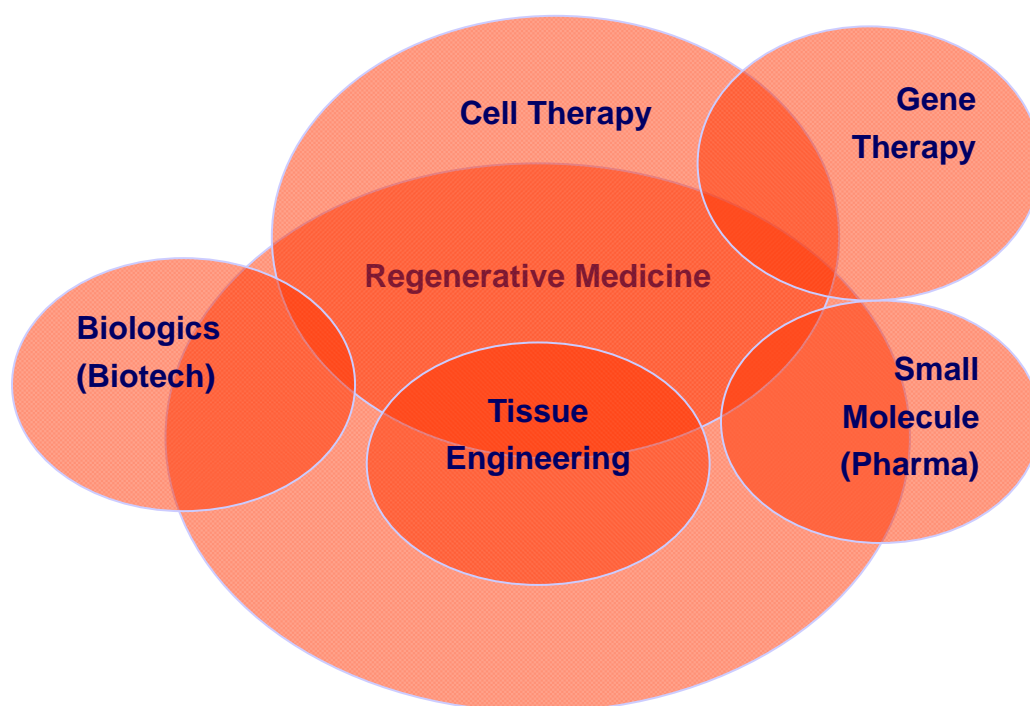 Cell Therapy
Gene
Therapy
Regenerative Medicine
Biologics
(Biotech)
Small
Molecule
(Pharma)
Tissue
Engineering